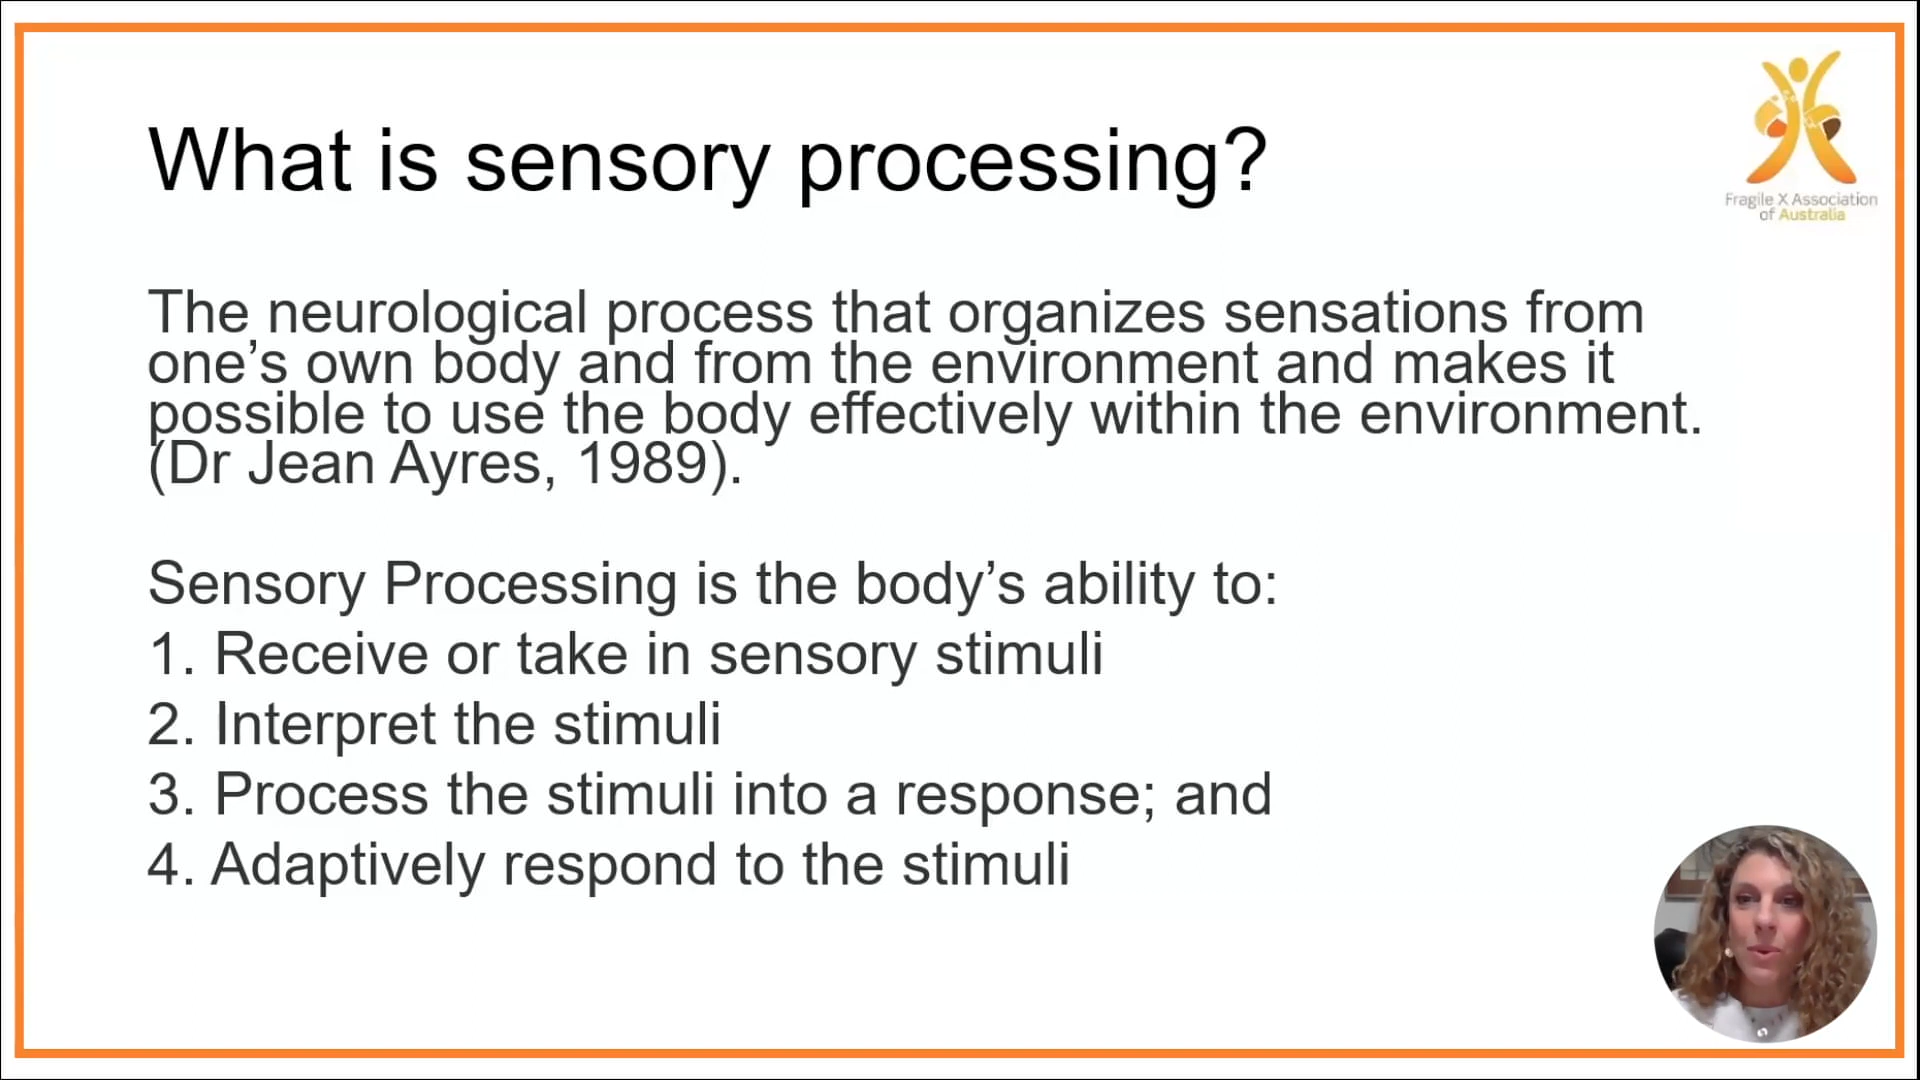 What is sensory processing?
Fragile X Association
of Australia
The neurological process that organizes sensations from
one’s own body and from the environment and makes it
possible to use the body effectively within the environment.
(Dr Jean Ayres, 1989).
Sensory Processing is the body’s ability to:
1. Receive or take in sensory stimuli
2. Interpret the stimuli
3. Process the stimuli into a response; and
4. Adaptively respond to the stimuli